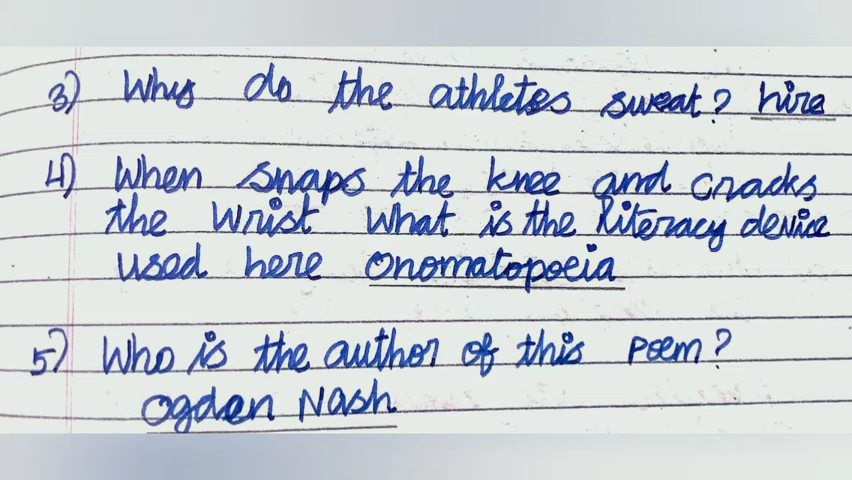 3) Why do the athletes sweat? hire
4) When snaps the knee and cracks
the wrist what is the literacy device
used here onomatopoeia
5) Who is the author of this poem?
Ogden Nash